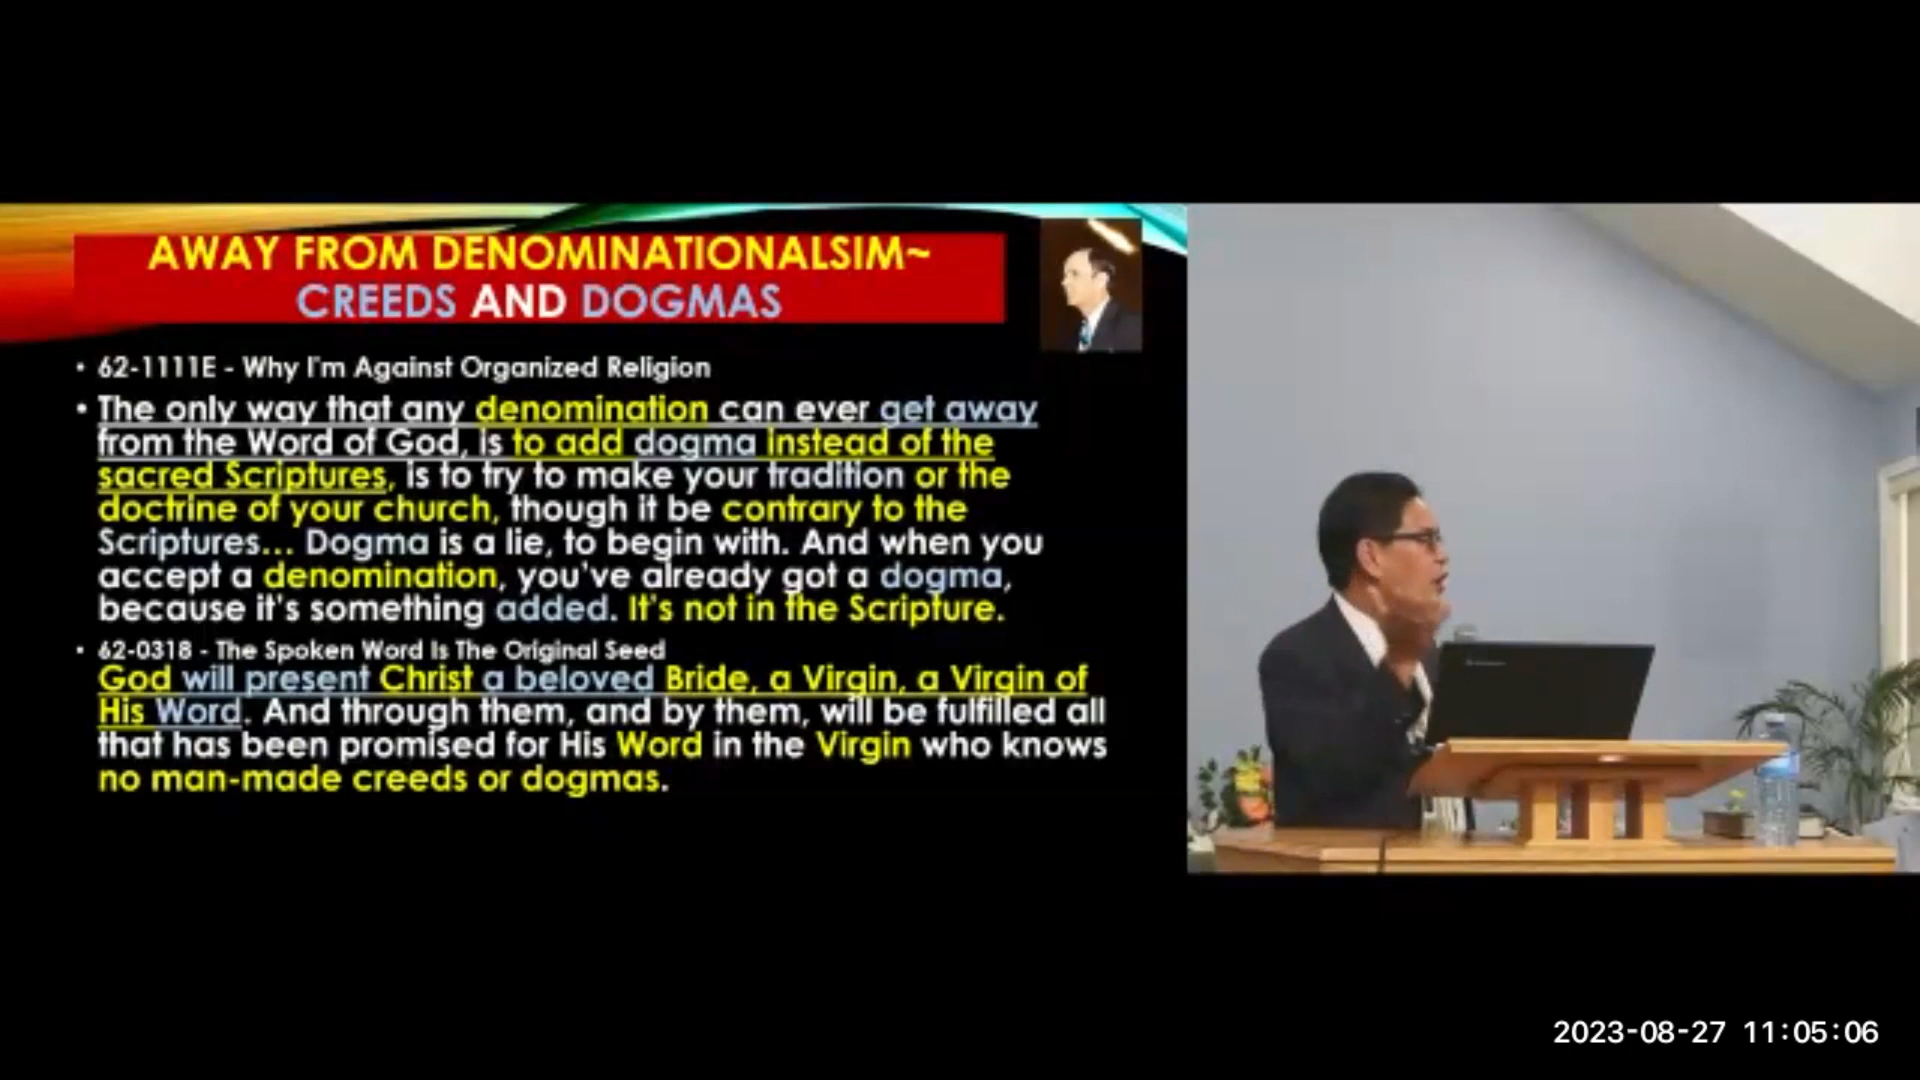 AWAY FROM DENOMINATIONALSIM~
CREEDS AND DOGMAS
• 62-1111E - Why I'm Against Organized Religion
• The only way that any denomination can ever get away
from the Word of God, is to add dogma instead of the
sacred Scriptures, is to try to make your tradition or the
doctrine of your church, though it be contrary to the
Scriptures... Dogma is a lie, to begin with. And when you
accept a denomination, you've already got a dogma,
because it's something added. It's not in the Scripture.
• 62-0318 - The Spoken Word Is The Original Seed
God will present Christ a beloved Bride, a Virgin, a Virgin of
His Word. And through them, and by them, will be fulfilled all
that has been promised for His Word in the Virgin who knows
no man-made creeds or dogmas.
2023-08-27 11:05:06